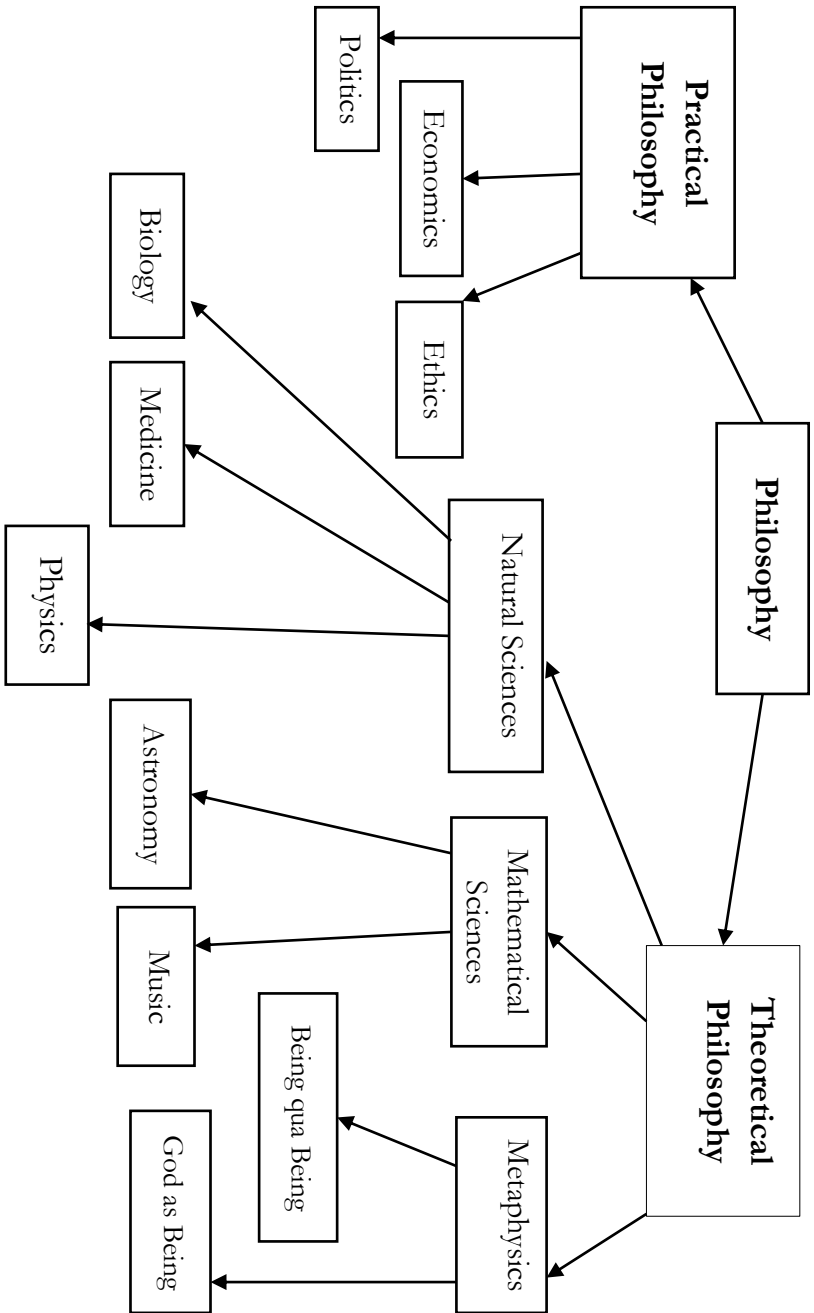 Philosophy
Practical
Philosophy
Theoretical
Philosophy
Politics
Economics
Ethics
Natural Sciences
Mathematical
Sciences
Metaphysics
Biology
Medicine
Physics
Astronomy
Music
Being qua Being
God as Being